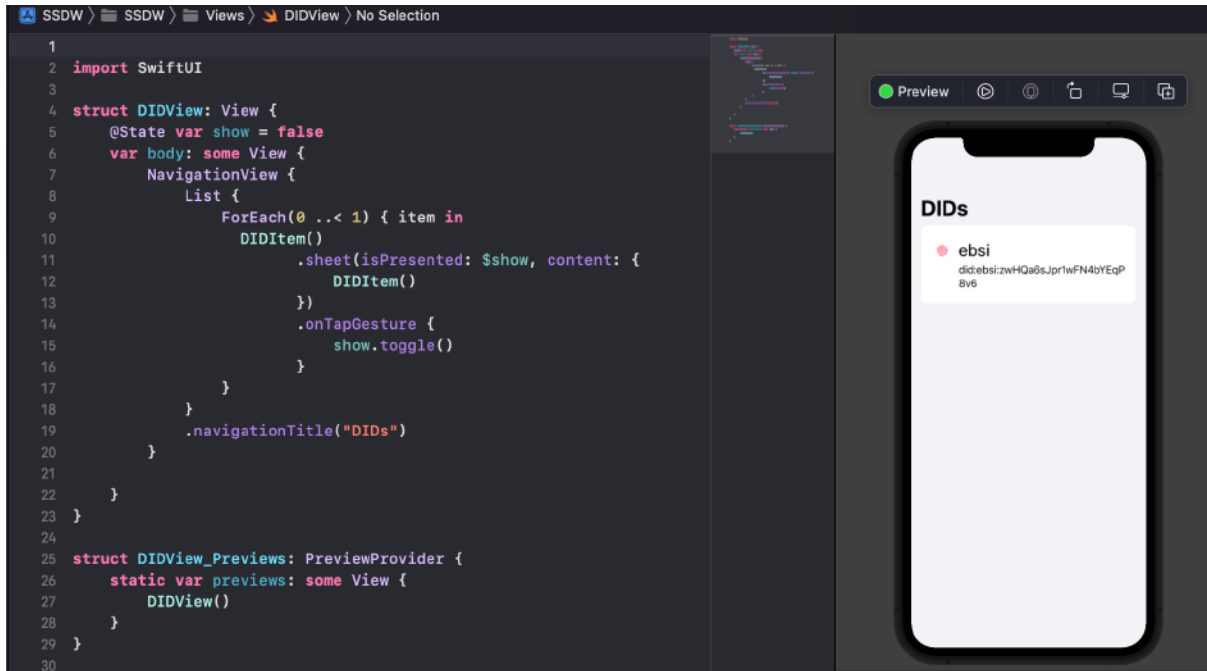 SSDW 〉 SSDW 〉 Views 〉 DIDView 〉 No Selection
1
2 import SwiftUI
3
4 struct DIDView: View {
5     @State var show = false
6     var body: some View {
7         NavigationView {
8             List {
9                 ForEach(0 ..< 1) { item in
10                   DIDItem()
11                         .sheet(isPresented: $show, content: {
12                             DIDItem()
13                         })
14                         .onTapGesture {
15                             show.toggle()
16                         }
17                 }
18             }
19             .navigationTitle("DIDs")
20         }
21
22     }
23 }
24
25 struct DIDView_Previews: PreviewProvider {
26     static var previews: some View {
27         DIDView()
28     }
29 }
30
Preview
DIDs
ebsi
did:ebsi:zwHQa6sJpr1wFN4bYEqP
8v6